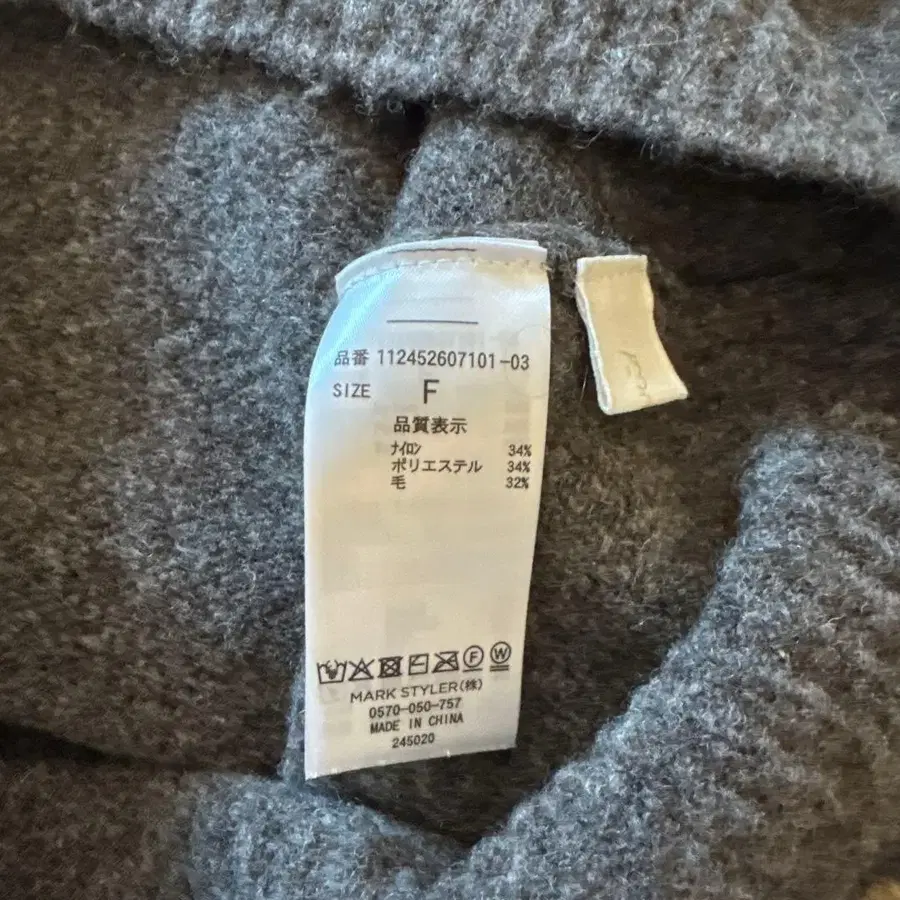 品番 112452607101-03
SIZE F
品質表示
ナイロン 34%
ポリエステル 34%
毛 32%
MARK STYLER(株)
0570-050-757
MADE IN CHINA
245020